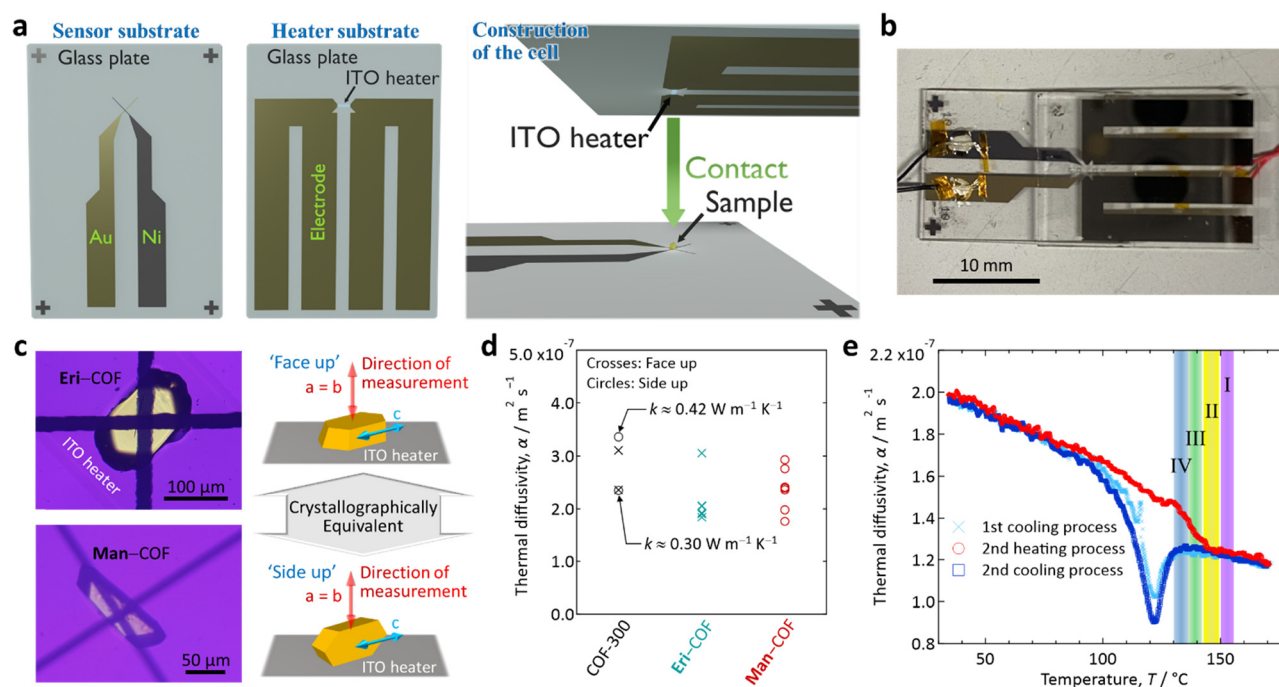 a
Sensor substrate
Glass plate
Au
Ni
Heater substrate
Glass plate
ITO heater
Electrode
Construction
of the cell
ITO heater
Contact
Sample
b
10 mm
c
Eri–COF
ITO heater
100 μm
Man–COF
50 μm
'Face up'
Direction of
measurement
a = b
c
ITO heater
Crystallographically
Equivalent
'Side up'
Direction of
measurement
a = b
c
ITO heater
d
5.0 x10⁻⁷
4.0
3.0
2.0
1.0
0.0
Thermal diffusivity, α / m² s⁻¹
Crosses: Face up
Circles: Side up
k ≈ 0.42 W m⁻¹ K⁻¹
k ≈ 0.30 W m⁻¹ K⁻¹
COF-300
Eri–COF
Man–COF
e
2.2 x10⁻⁷
2.0
1.8
1.6
1.4
1.2
1.0
0.8
Thermal diffusivity, α / m² s⁻¹
I
II
III
IV
1st cooling process
2nd heating process
2nd cooling process
50
100
150
Temperature, T / °C